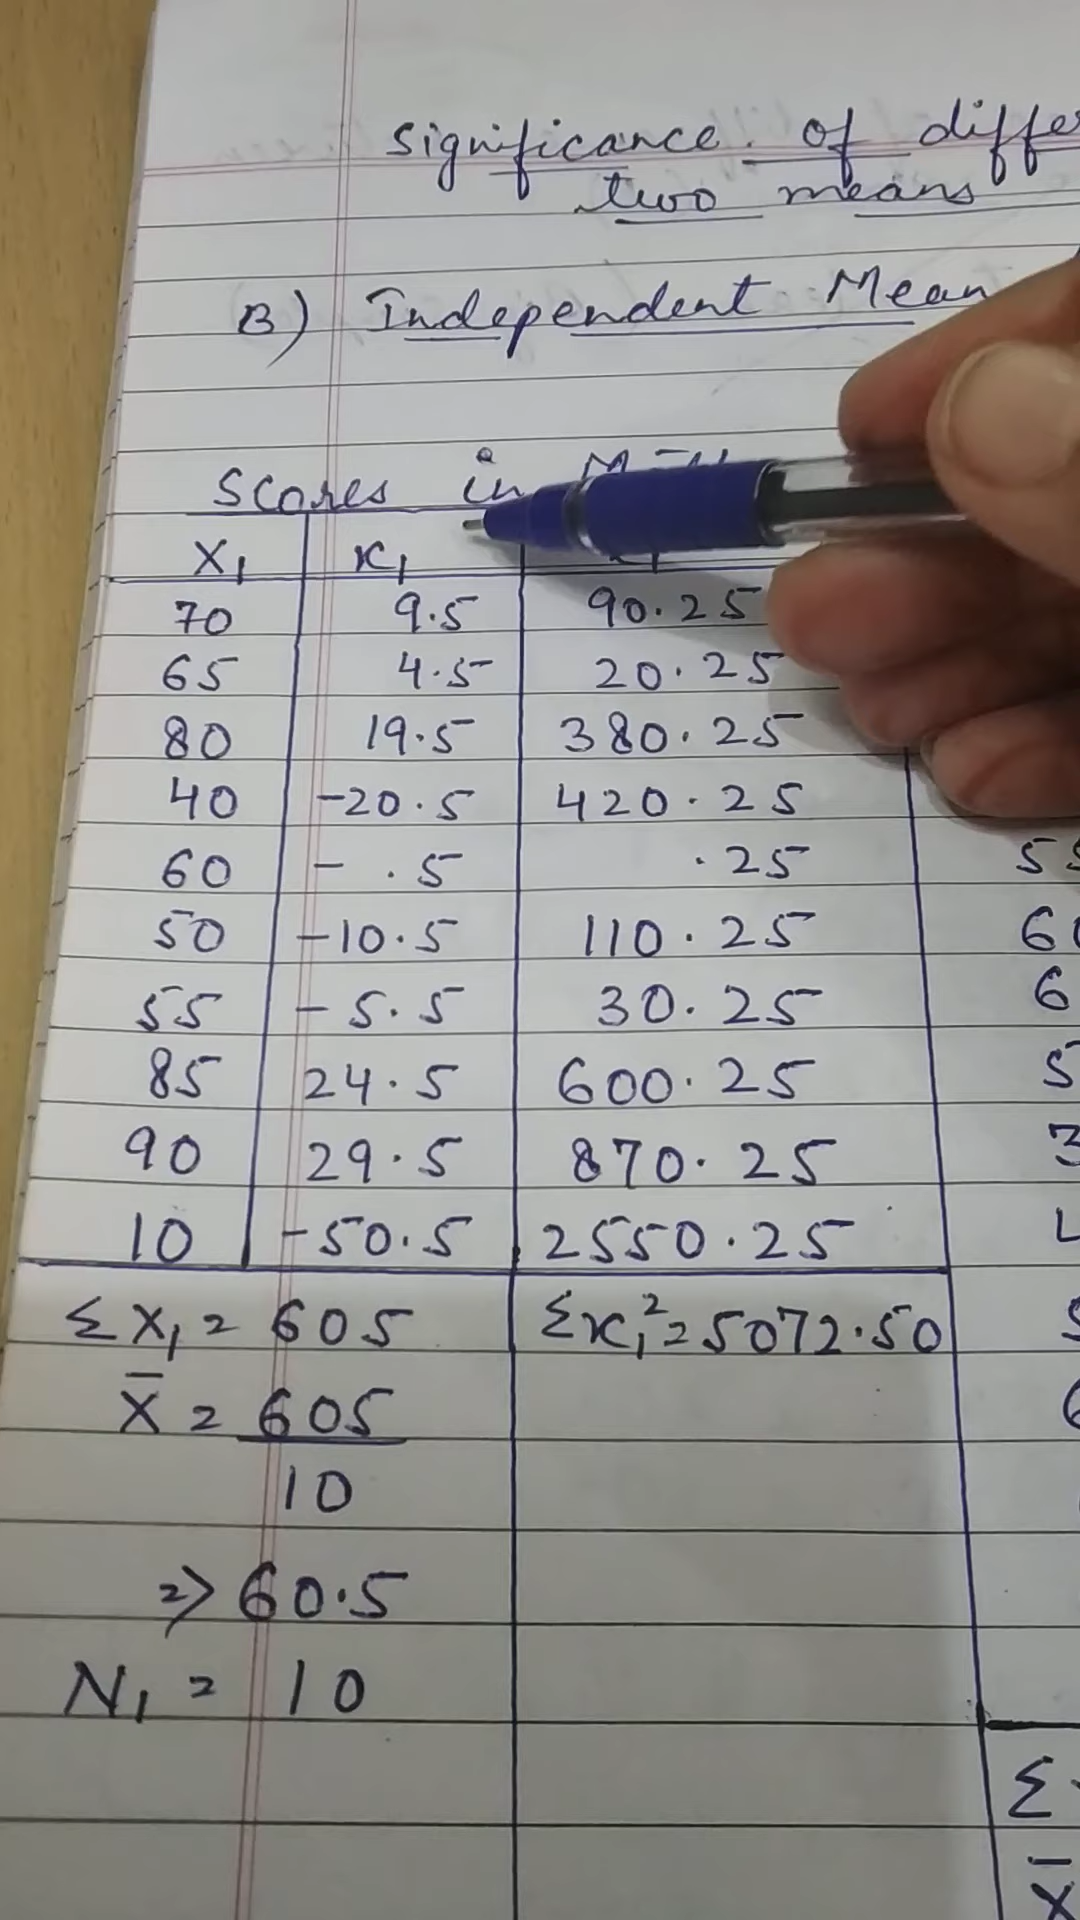 Significance of
two means
B) Independent Mean
Scores in
X₁ x₁
70 9.5 90.25
65 4.5 20.25
80 19.5 380.25
40 -20.5 420.25
60 - .5 .25
50 -10.5 110.25
55 -5.5 30.25
85 24.5 600.25
90 29.5 870.25
10 -50.5 2550.25
ΣX₁ = 605 Σx₁² = 5072.50
X̄ = 605
10
=> 60.5
N₁ = 10
Σ
X̄